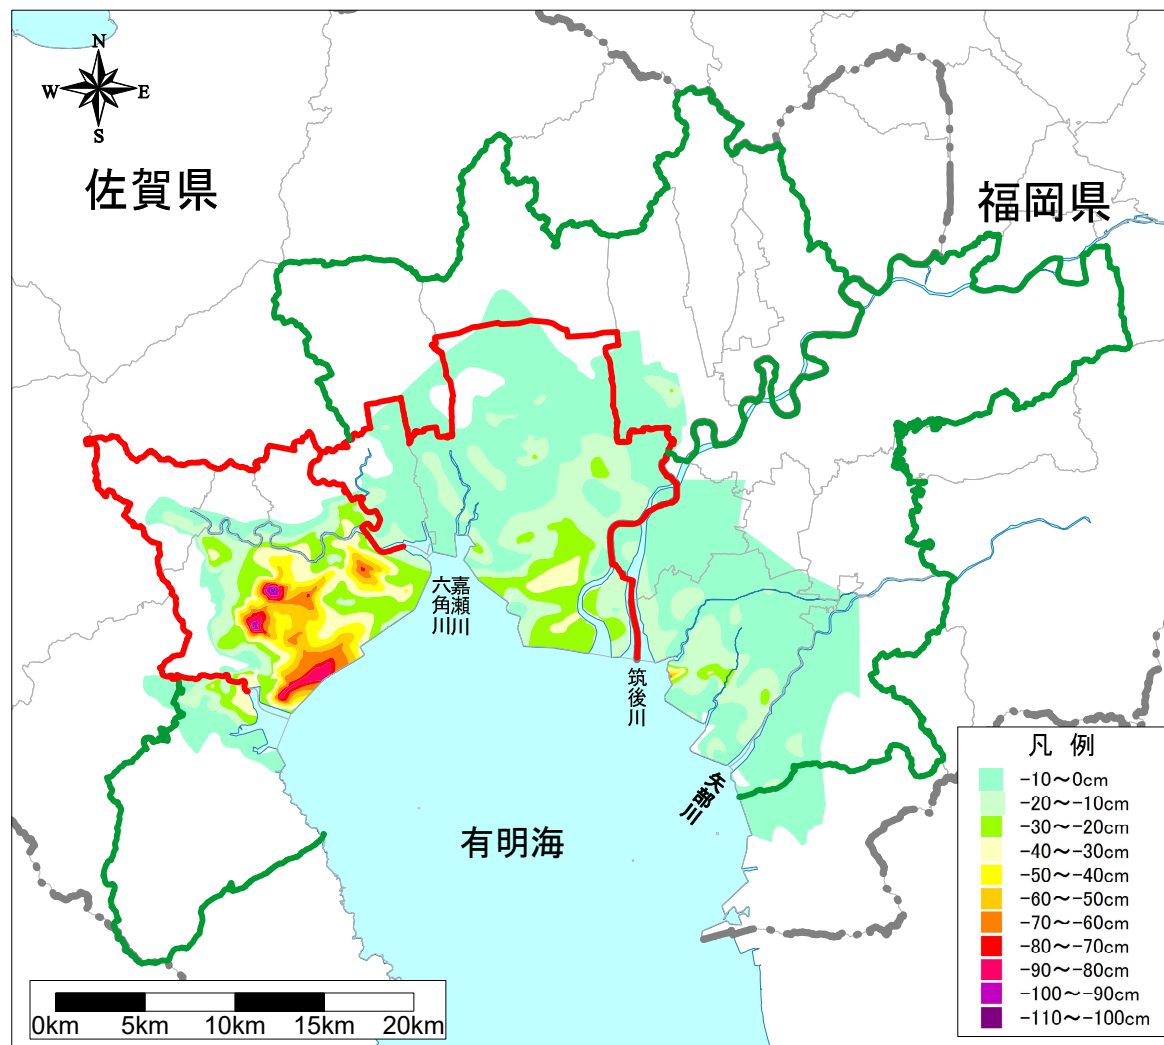 N
W E
S
佐賀県
福岡県
六角川
嘉瀬川
筑後川
矢部川
有明海
凡 例
-10～0cm
-20～-10cm
-30～-20cm
-40～-30cm
-50～-40cm
-60～-50cm
-70～-60cm
-80～-70cm
-90～-80cm
-100～-90cm
-110～-100cm
0km 5km 10km 15km 20km